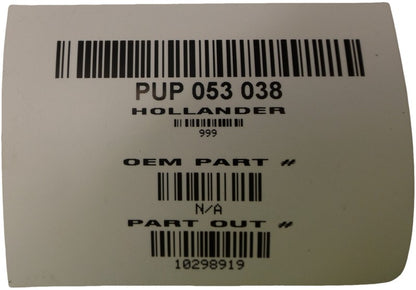 PUP 053 038
HOLLANDER
999
OEM PART #
N/A
PART OUT #
10298919